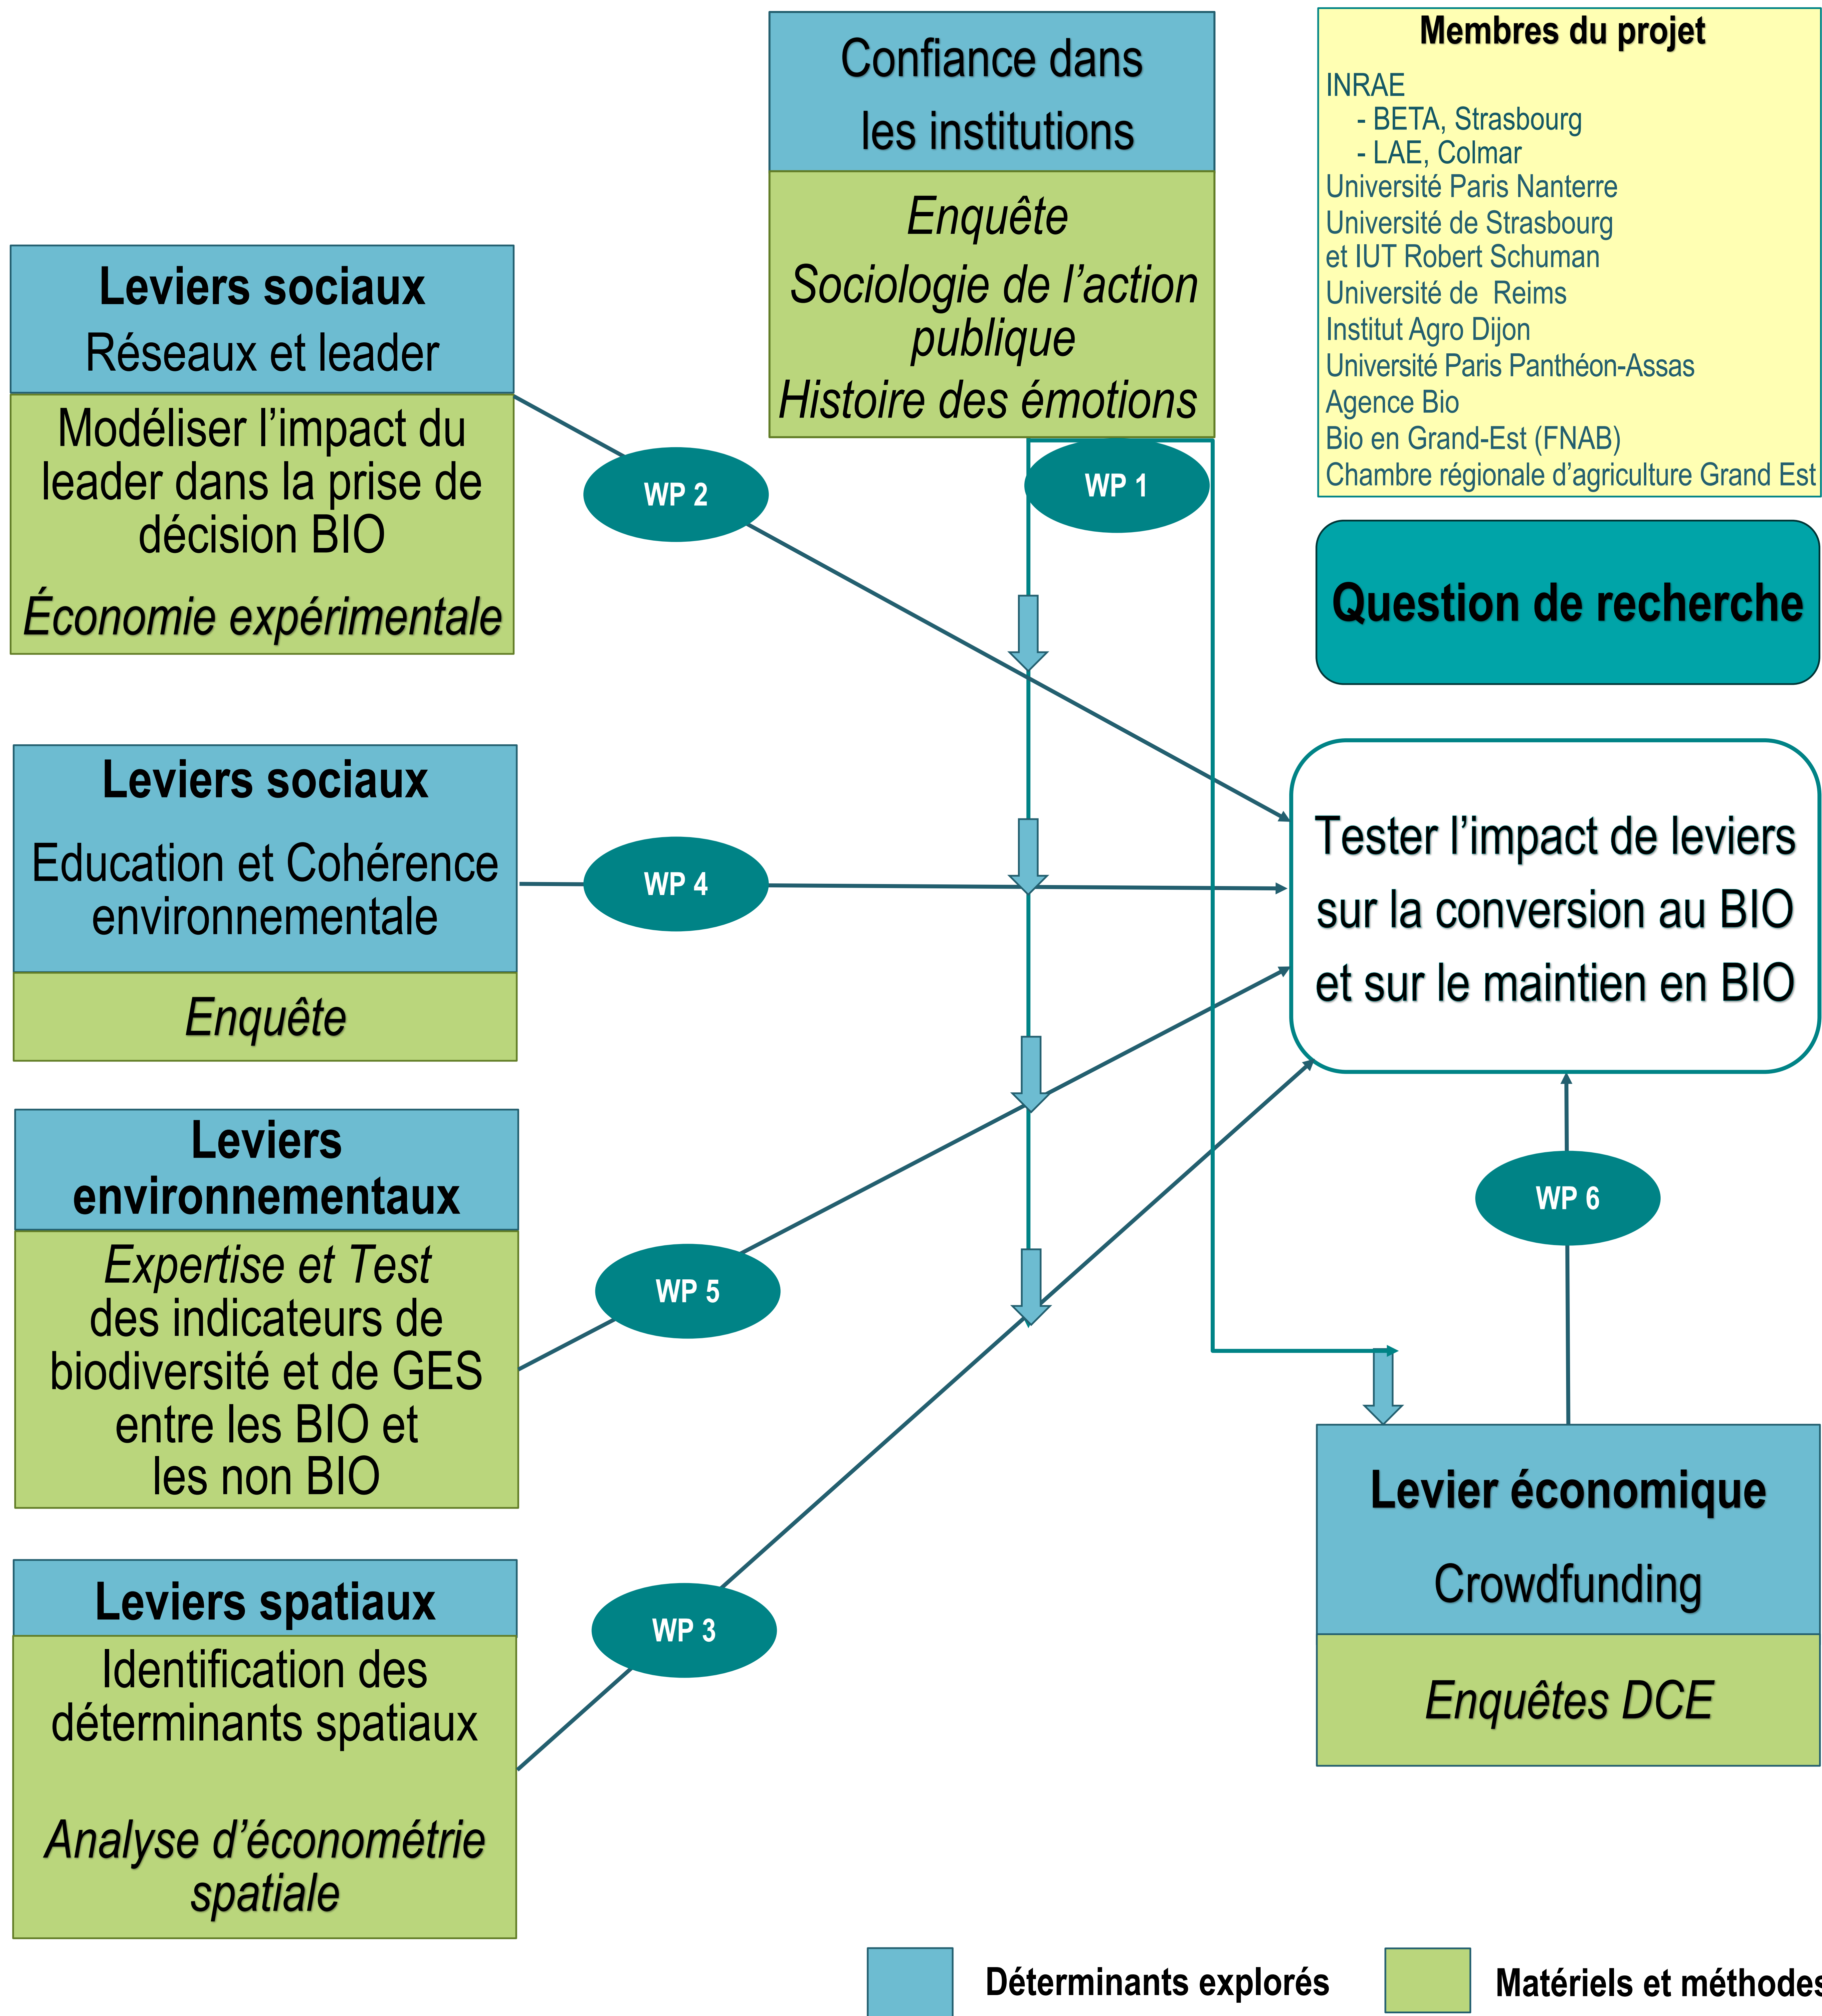 Confiance dans
les institutions
Enquête
Sociologie de l’action
publique
Histoire des émotions
Membres du projet
INRAE
- BETA, Strasbourg
- LAE, Colmar
Université Paris Nanterre
Université de Strasbourg
et IUT Robert Schuman
Université de Reims
Institut Agro Dijon
Université Paris Panthéon-Assas
Agence Bio
Bio en Grand-Est (FNAB)
Chambre régionale d’agriculture Grand Est
Leviers sociaux
Réseaux et leader
Modéliser l’impact du
leader dans la prise de
décision BIO
Économie expérimentale
WP 2
WP 1
Question de recherche
Leviers sociaux
Education et Cohérence
environnementale
Enquête
WP 4
Tester l’impact de leviers
sur la conversion au BIO
et sur le maintien en BIO
Leviers
environnementaux
Expertise et Test
des indicateurs de
biodiversité et de GES
entre les BIO et
les non BIO
WP 5
WP 6
Leviers spatiaux
Identification des
déterminants spatiaux
Analyse d’économétrie
spatiale
WP 3
Levier économique
Crowdfunding
Enquêtes DCE
Déterminants explorés
Matériels et méthodes